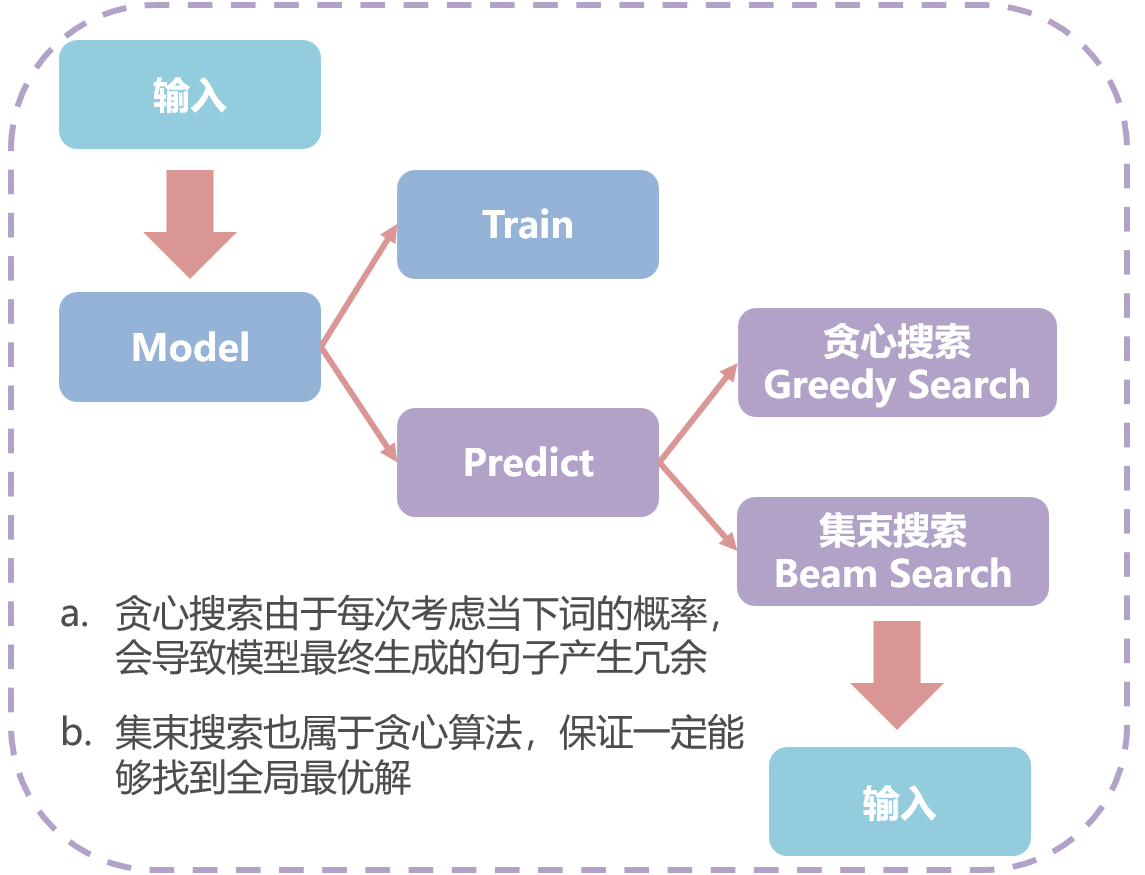 输入
Train
Model
贪心搜索
Greedy Search
Predict
集束搜索
Beam Search
a. 贪心搜索由于每次考虑当下词的概率，
会导致模型最终生成的句子产生冗余
b. 集束搜索也属于贪心算法，保证一定能
够找到全局最优解
输入